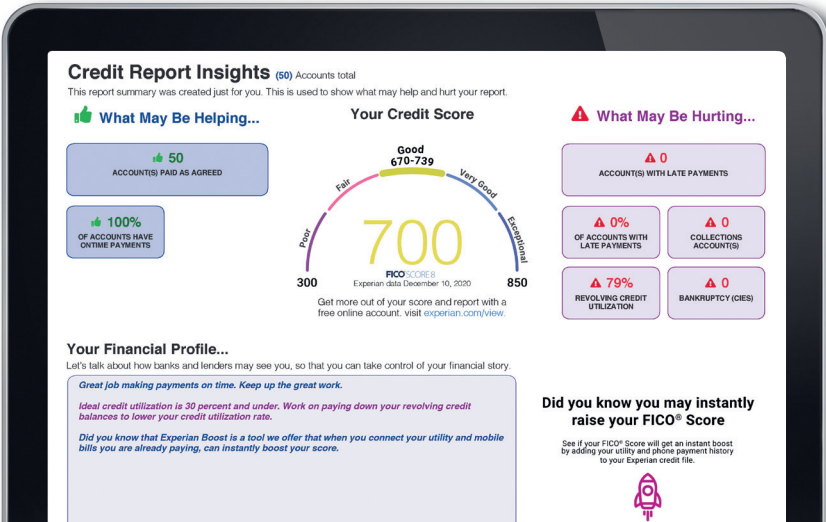 Credit Report Insights (50) Accounts total
This report summary was created just for you. This is used to show what may help and hurt your report.
What May Be Helping...
50
ACCOUNT(S) PAID AS AGREED
100%
OF ACCOUNTS HAVE
ONTIME PAYMENTS
Your Credit Score
Good
670-739
Poor
Fair
Very Good
Exceptional
700
FICO SCORE 8
300
Experian data December 10, 2020
850
Get more out of your score and report with a
free online account. visit experian.com/view.
What May Be Hurting...
0
ACCOUNT(S) WITH LATE PAYMENTS
0%
OF ACCOUNTS WITH
LATE PAYMENTS
0
COLLECTIONS
ACCOUNT(S)
79%
REVOLVING CREDIT
UTILIZATION
0
BANKRUPTCY (CIES)
Your Financial Profile...
Let's talk about how banks and lenders may see you, so that you can take control of your financial story.
Great job making payments on time. Keep up the great work.
Ideal credit utilization is 30 percent and under. Work on paying down your revolving credit
balances to lower your credit utilization rate.
Did you know that Experian Boost is a tool we offer that when you connect your utility and mobile
bills you are already paying, can instantly boost your score.
Did you know you may instantly
raise your FICO® Score
See if your FICO® Score will get an instant boost
by adding your utility and phone payment history
to your Experian credit file.